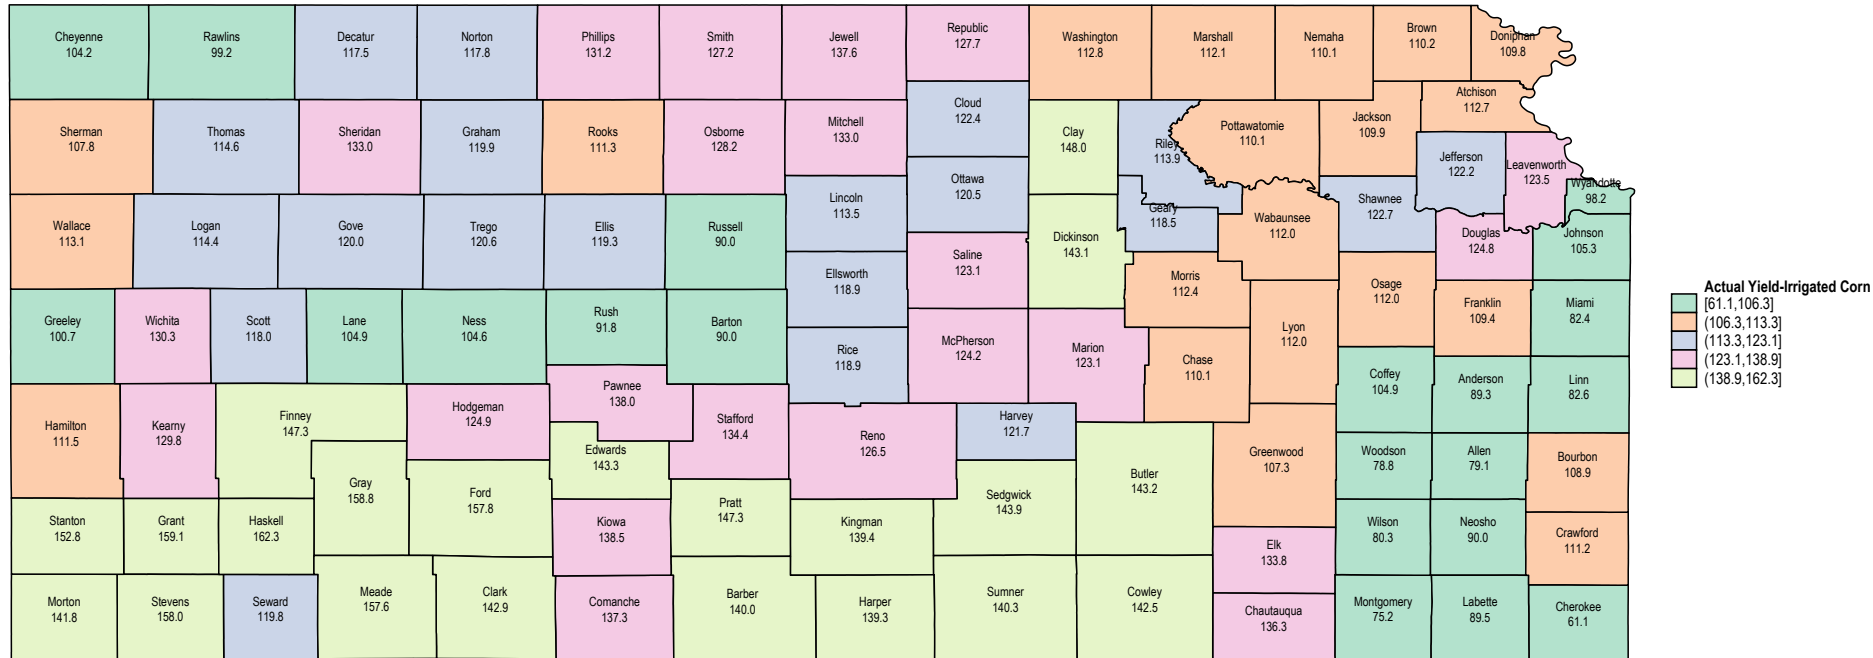 Cheyenne
104.2
Rawlins
99.2
Decatur
117.5
Norton
117.8
Phillips
131.2
Smith
127.2
Jewell
137.6
Republic
127.7
Washington
112.8
Marshall
112.1
Nemaha
110.1
Brown
110.2
Doniphan
109.8
Sherman
107.8
Thomas
114.6
Sheridan
133.0
Graham
119.9
Rooks
111.3
Osborne
128.2
Mitchell
133.0
Cloud
122.4
Clay
148.0
Riley
113.9
Pottawatomie
110.1
Jackson
109.9
Atchison
112.7
Jefferson
122.2
Leavenworth
123.5
Wyandotte
98.2
Wallace
113.1
Logan
114.4
Gove
120.0
Trego
120.6
Ellis
119.3
Russell
90.0
Lincoln
113.5
Ottawa
120.5
Dickinson
143.1
Geary
118.5
Wabaunsee
112.0
Shawnee
122.7
Douglas
124.8
Johnson
105.3
Ellsworth
118.9
Saline
123.1
Morris
112.4
Osage
112.0
Franklin
109.4
Miami
82.4
Actual Yield-Irrigated Corn
[61.1,106.3]
(106.3,113.3]
(113.3,123.1]
(123.1,138.9]
(138.9,162.3]
Greeley
100.7
Wichita
130.3
Scott
118.0
Lane
104.9
Ness
104.6
Rush
91.8
Barton
90.0
Rice
118.9
McPherson
124.2
Marion
123.1
Chase
110.1
Lyon
112.0
Coffey
104.9
Anderson
89.3
Linn
82.6
Hamilton
111.5
Kearny
129.8
Finney
147.3
Hodgeman
124.9
Pawnee
138.0
Stafford
134.4
Reno
126.5
Harvey
121.7
Edwards
143.3
Gray
158.8
Ford
157.8
Pratt
147.3
Sedgwick
143.9
Butler
143.2
Greenwood
107.3
Woodson
78.8
Allen
79.1
Bourbon
108.9
Stanton
152.8
Grant
159.1
Haskell
162.3
Kiowa
138.5
Kingman
139.4
Elk
133.8
Wilson
80.3
Neosho
90.0
Crawford
111.2
Morton
141.8
Stevens
158.0
Seward
119.8
Meade
157.6
Clark
142.9
Comanche
137.3
Barber
140.0
Harper
139.3
Sumner
140.3
Cowley
142.5
Chautauqua
136.3
Montgomery
75.2
Labette
89.5
Cherokee
61.1